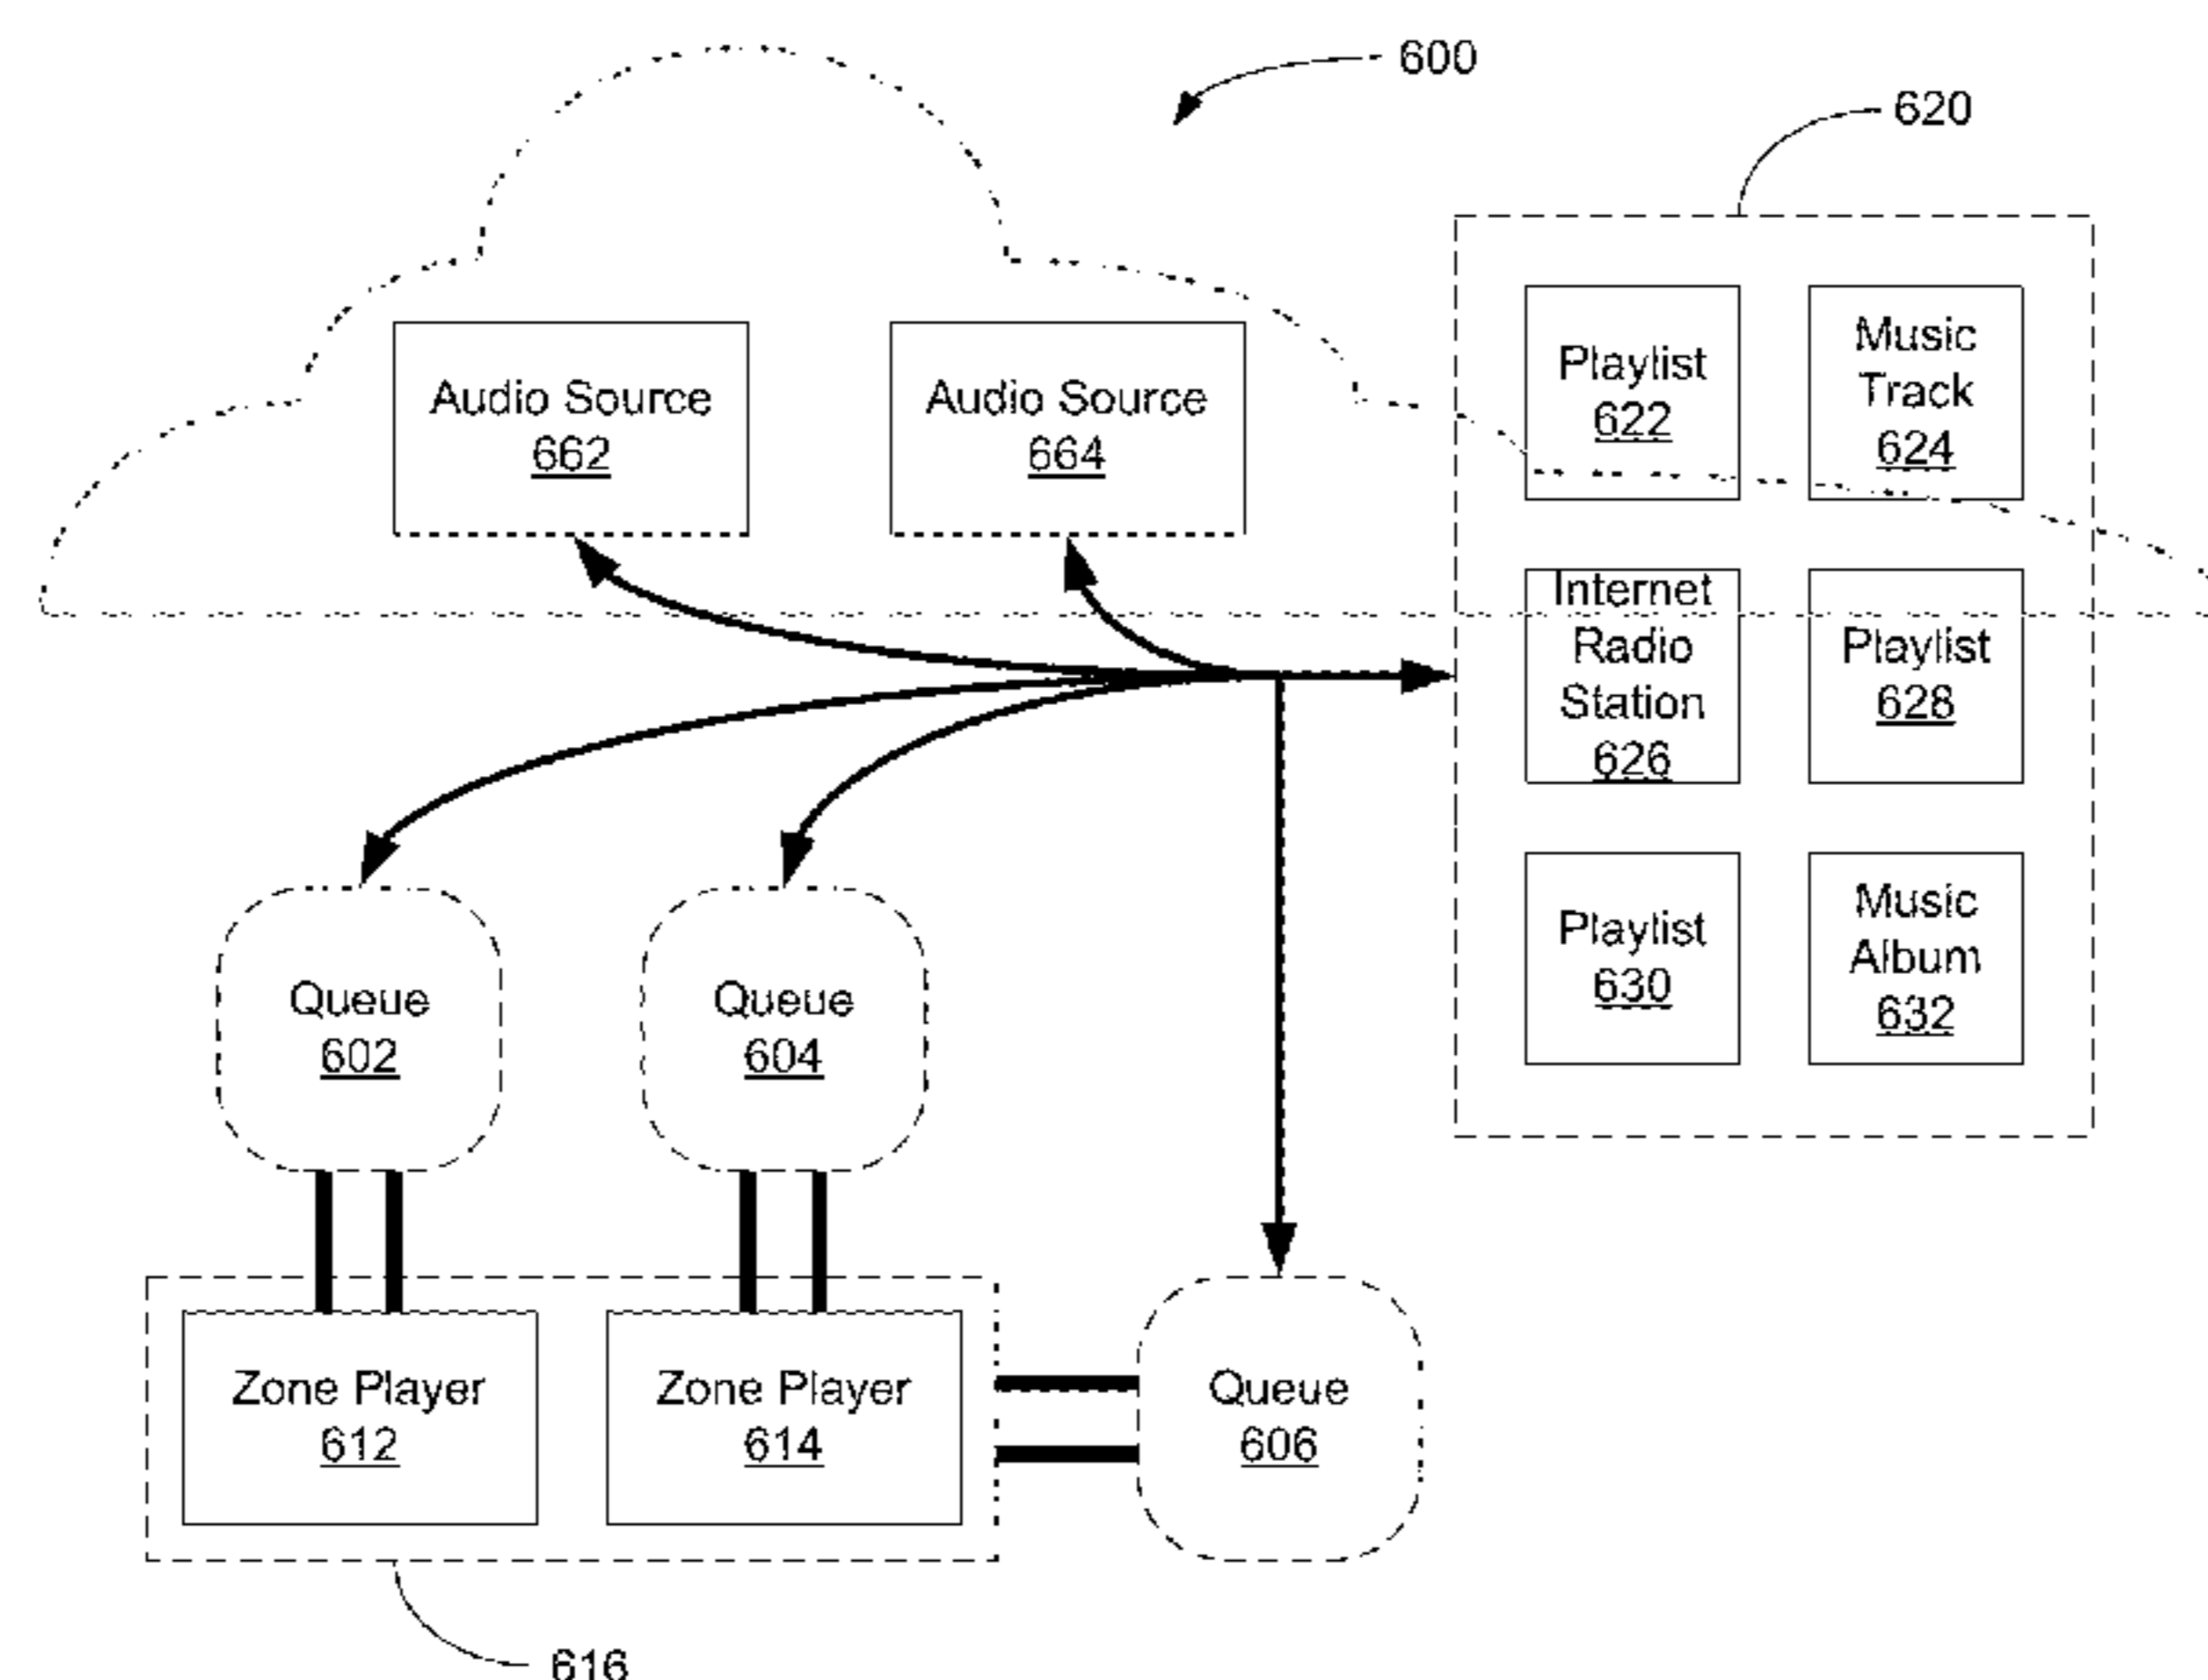 600
620
Audio Source
662
Audio Source
664
Playlist
622
Music
Track
624
Internet
Radio
Station
626
Playlist
628
Playlist
630
Music
Album
632
Queue
602
Queue
604
Zone Player
612
Zone Player
614
Queue
606
616